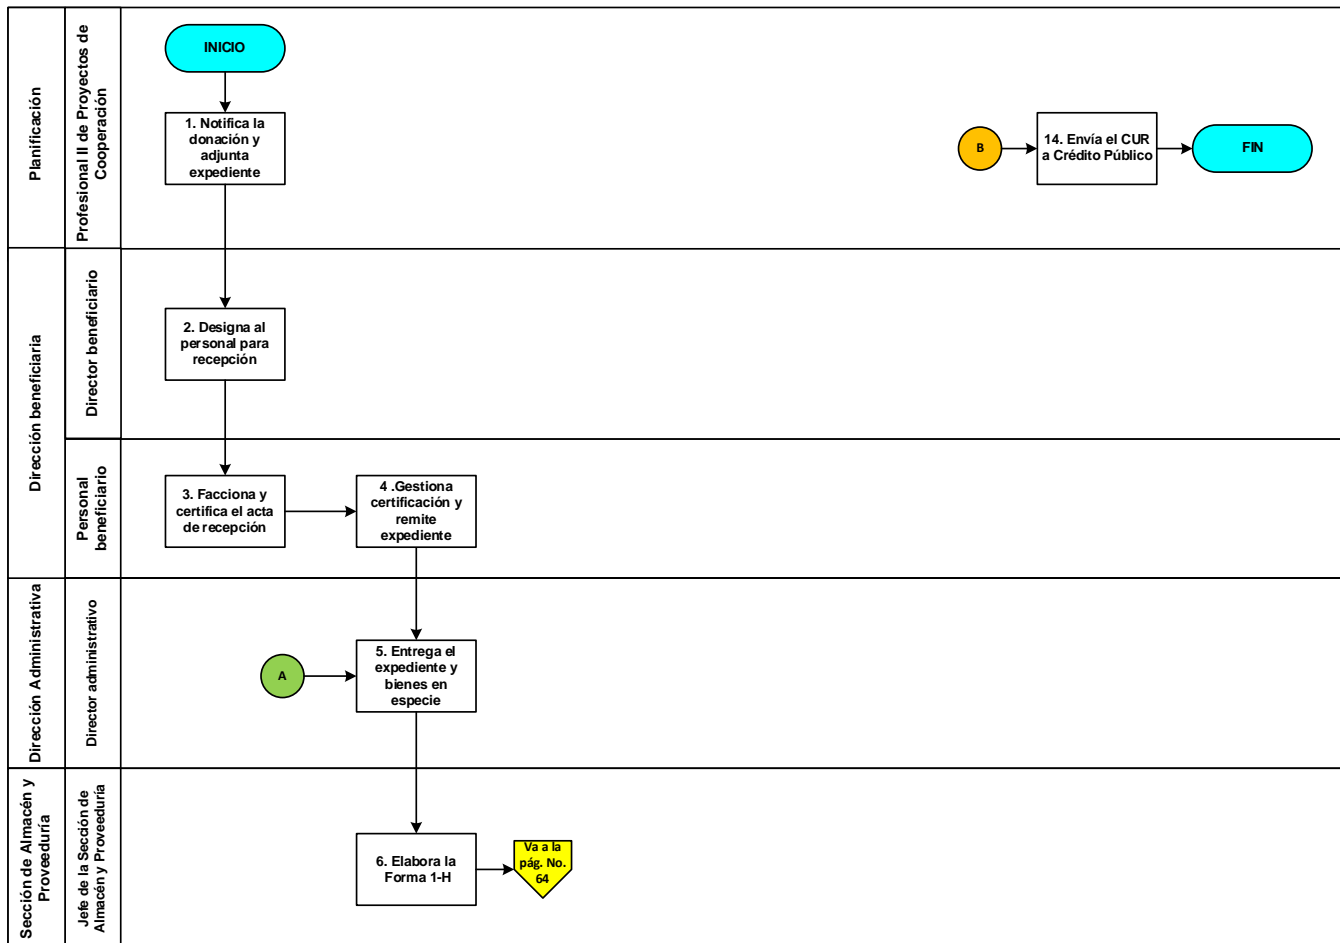 Planificación
Profesional II de Proyectos de
Cooperación
INICIO
1. Notifica la
donación y
adjunta
expediente
B
14. Envía el CUR
a Crédito Público
FIN
Dirección beneficiaria
Director beneficiario
2. Designa al
personal para
recepción
Personal
beneficiario
3. Facciona y
certifica el acta
de recepción
4 .Gestiona
certificación y
remite
expediente
Dirección Administrativa
Director administrativo
A
5. Entrega el
expediente y
bienes en
especie
Sección de Almacén y
Proveeduría
Jefe de la Sección de
Almacén y Proveeduría
6. Elabora la
Forma 1-H
Va a la
pág. No.
64